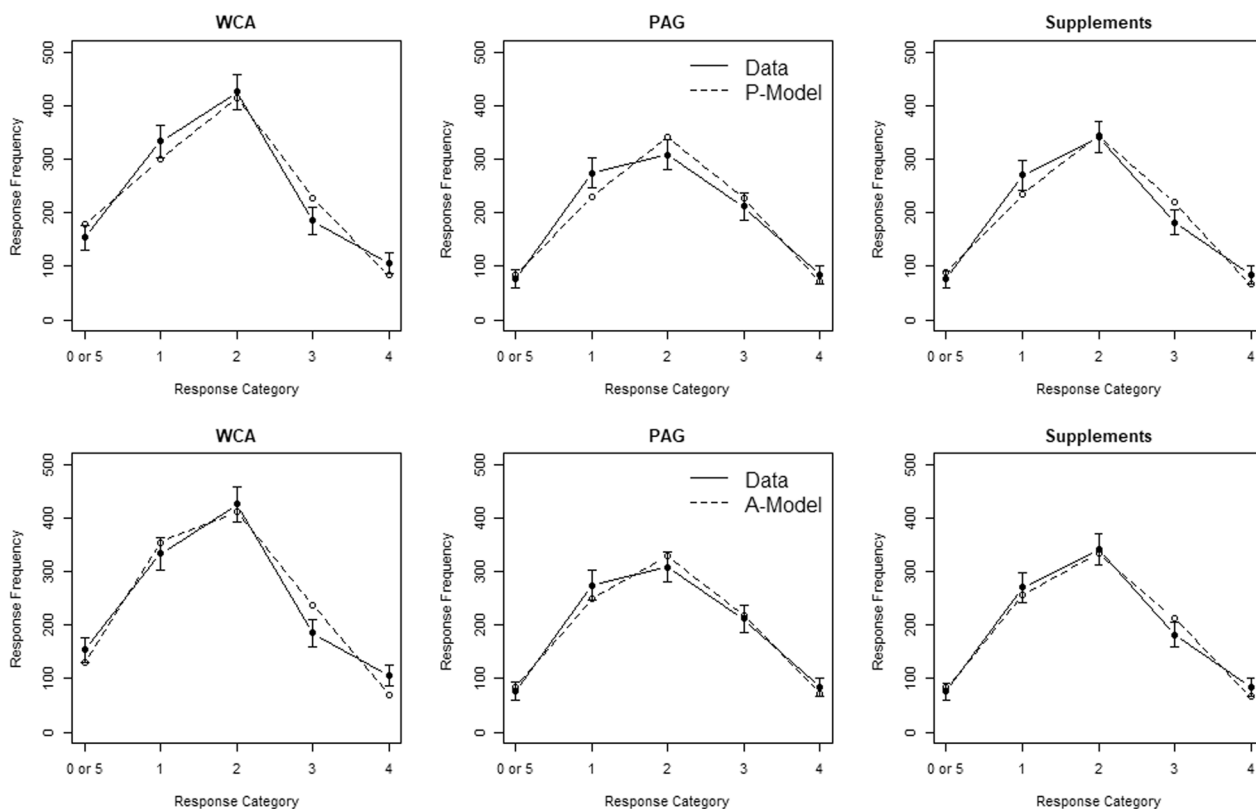 WCA
PAG
Supplements
Response Frequency
500
400
300
200
100
0
0 or 5 1 2 3 4
Response Category
Response Frequency
500
400
300
200
100
0
Data
P-Model
0 or 5 1 2 3 4
Response Category
Response Frequency
500
400
300
200
100
0
0 or 5 1 2 3 4
Response Category
WCA
PAG
Supplements
Response Frequency
500
400
300
200
100
0
0 or 5 1 2 3 4
Response Category
Response Frequency
500
400
300
200
100
0
Data
A-Model
0 or 5 1 2 3 4
Response Category
Response Frequency
500
400
300
200
100
0
0 or 5 1 2 3 4
Response Category